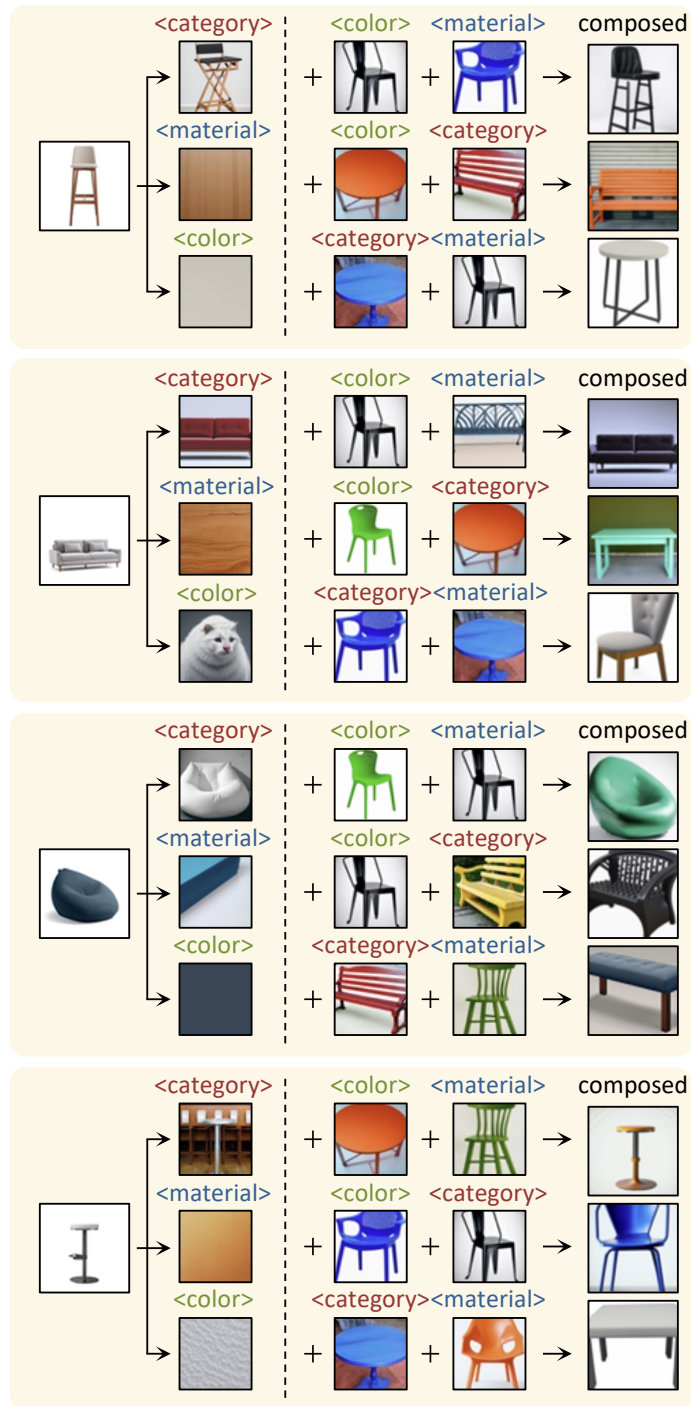 <category> <color> <material> composed
+ + →
<material> <color> <category>
+ + →
<color> <category> <material>
+ + →
<category> <color> <material> composed
+ + →
<material> <color> <category>
+ + →
<color> <category> <material>
+ + →
<category> <color> <material> composed
+ + →
<material> <color> <category>
+ + →
<color> <category> <material>
+ + →
<category> <color> <material> composed
+ + →
<material> <color> <category>
+ + →
<color> <category> <material>
+ + →